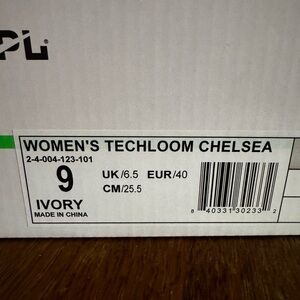 PL
WOMEN'S TECHLOOM CHELSEA
2-4-004-123-101
9 UK/6.5 EUR/40
CM/25.5
IVORY
MADE IN CHINA
8 40331 30233 2